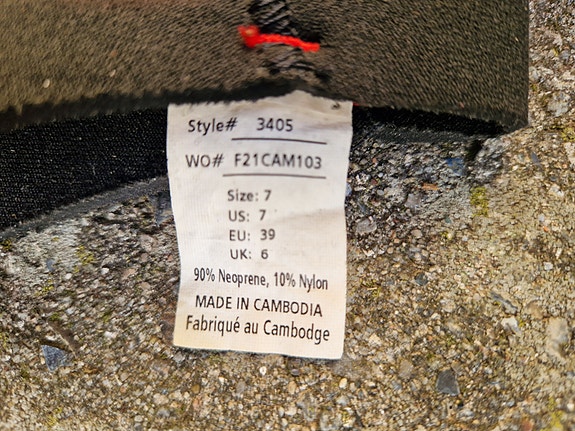 Style# 3405
WO# F21CAM103
Size: 7
US: 7
EU: 39
UK: 6
90% Neoprene, 10% Nylon
MADE IN CAMBODIA
Fabriqué au Cambodge